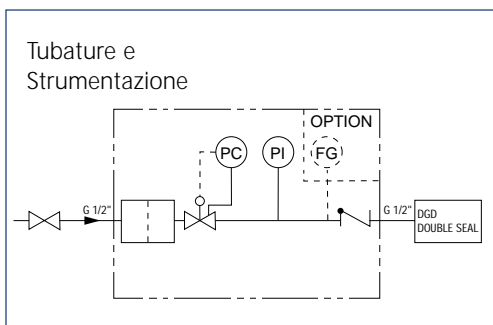 Tubature e
Strumentazione
OPTION
PC
PI
FG
G 1/2"
G 1/2"
DGD
DOUBLE SEAL